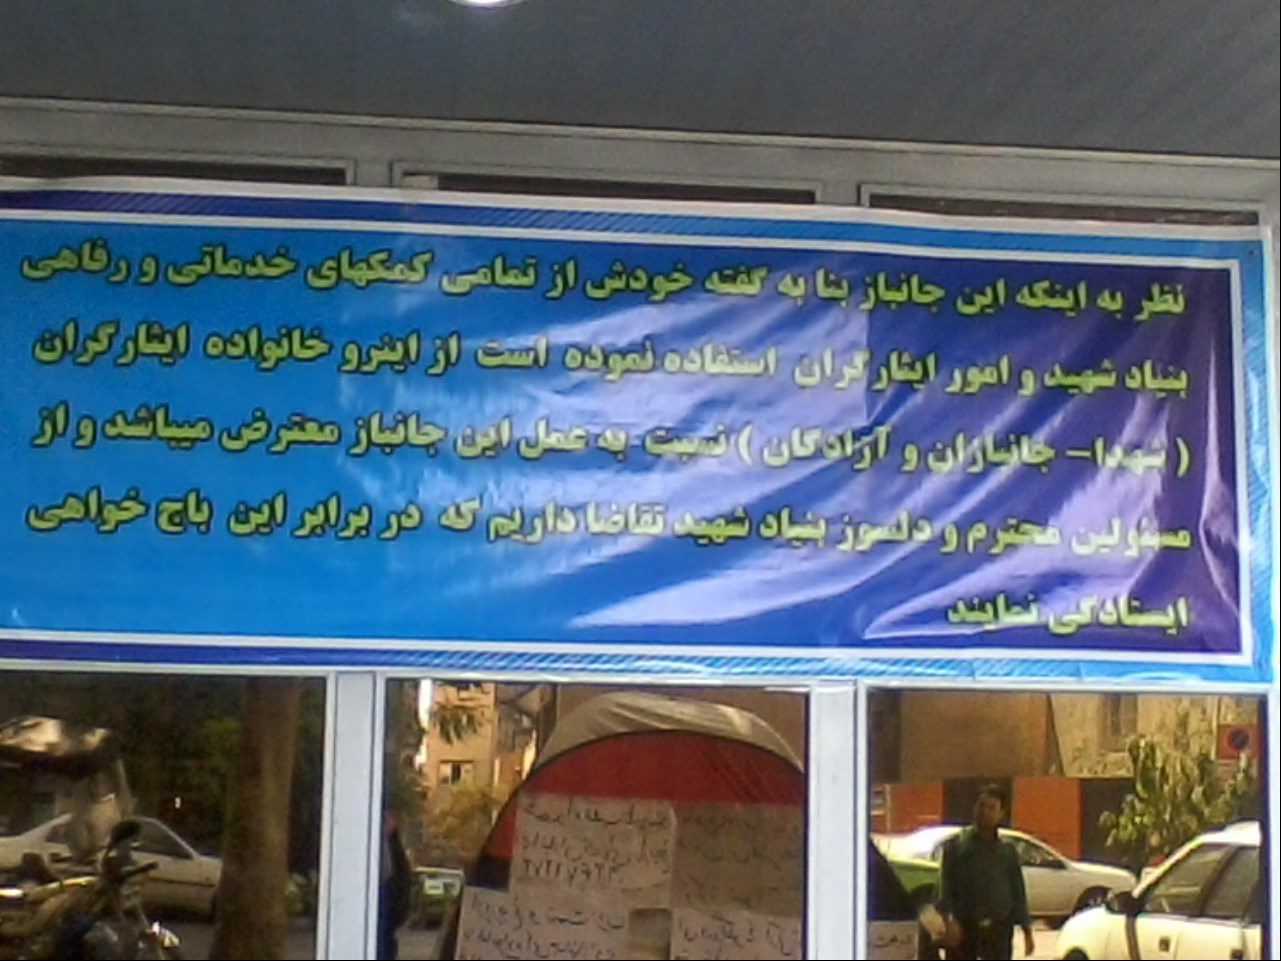 نظر به اینکه این جانباز بنا به گفته خودش از تمامی کمکهای خدماتی و رفاهی
بنیاد شهید و امور ایثارگران استفاده نموده است از اینرو خانواده ایثارگران
( شهدا- جانبازان و آزادگان ) نسبت به عمل این جانباز معترض میباشد و از
مسئولین محترم و دلسوز بنیاد شهید تقاضا داریم که در برابر این باج خواهی
ایستادگی نمایند